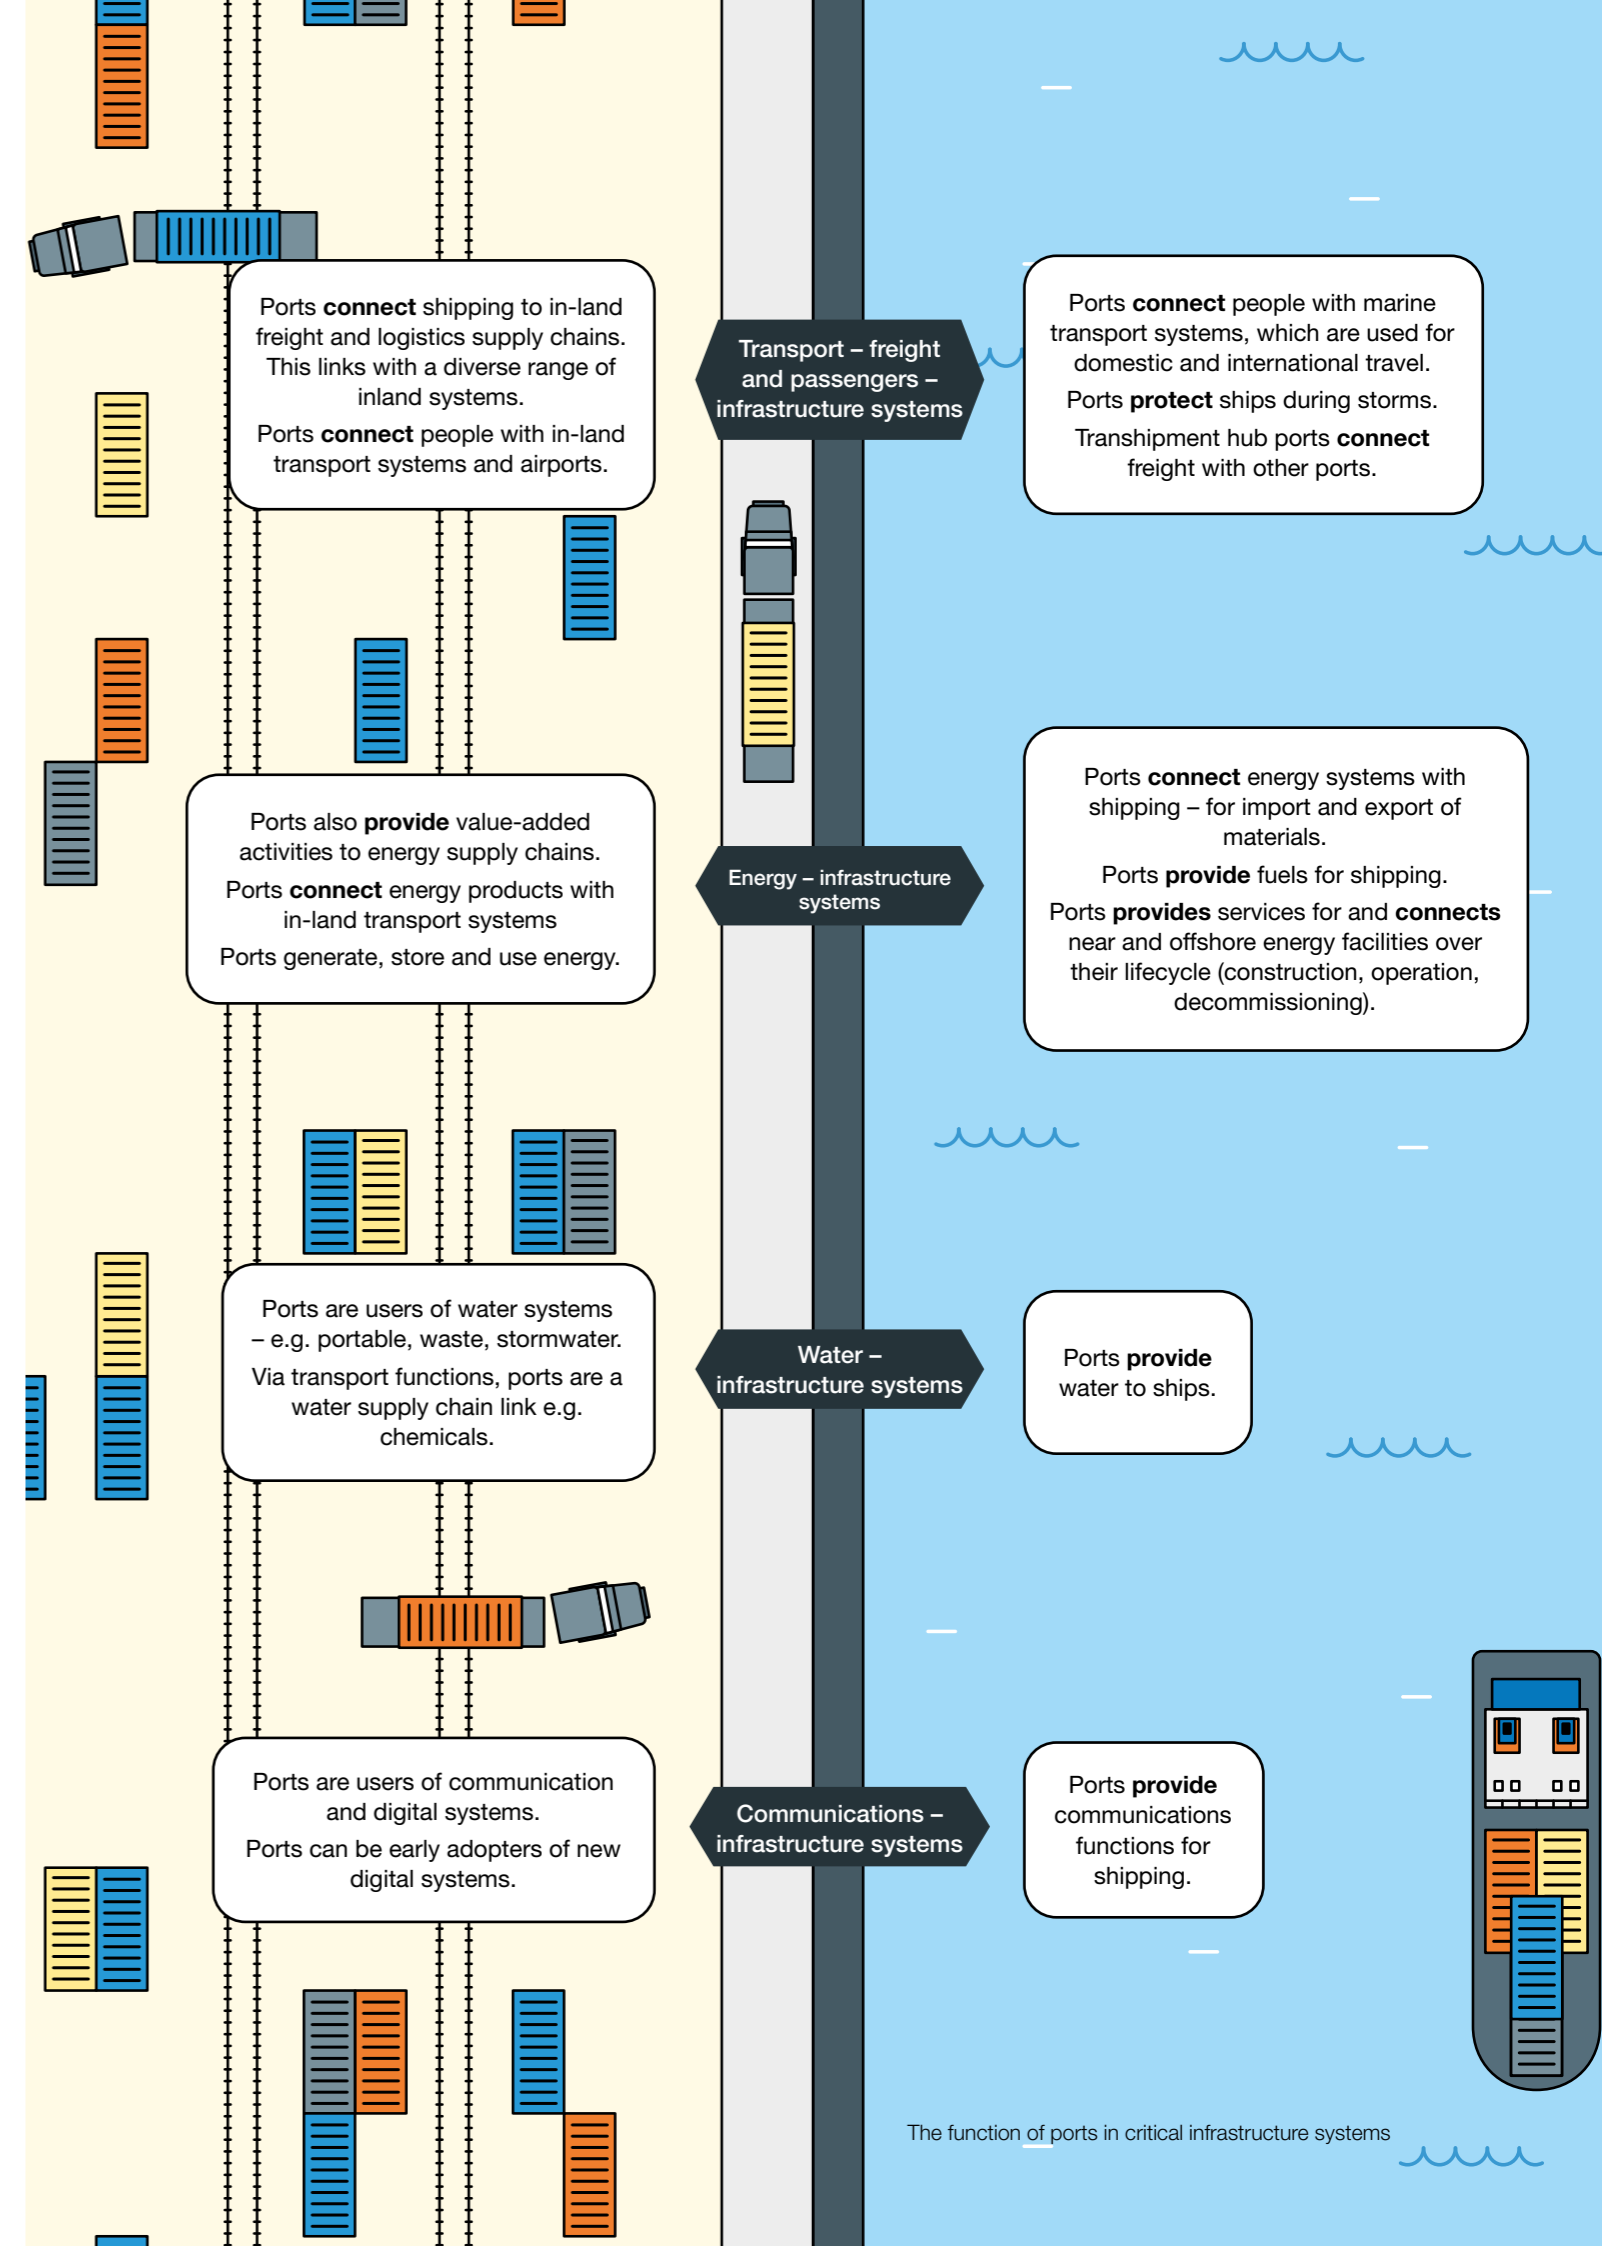 Ports connect shipping to in-land
freight and logistics supply chains.
This links with a diverse range of
inland systems.
Ports connect people with in-land
transport systems and airports.
Transport – freight
and passengers –
infrastructure systems
Ports connect people with marine
transport systems, which are used for
domestic and international travel.
Ports protect ships during storms.
Transhipment hub ports connect
freight with other ports.
Ports also provide value-added
activities to energy supply chains.
Ports connect energy products with
in-land transport systems
Ports generate, store and use energy.
Energy – infrastructure
systems
Ports connect energy systems with
shipping – for import and export of
materials.
Ports provide fuels for shipping.
Ports provides services for and connects
near and offshore energy facilities over
their lifecycle (construction, operation,
decommissioning).
Ports are users of water systems
– e.g. portable, waste, stormwater.
Via transport functions, ports are a
water supply chain link e.g.
chemicals.
Water –
infrastructure systems
Ports provide
water to ships.
Ports are users of communication
and digital systems.
Ports can be early adopters of new
digital systems.
Communications –
infrastructure systems
Ports provide
communications
functions for
shipping.
The function of ports in critical infrastructure systems